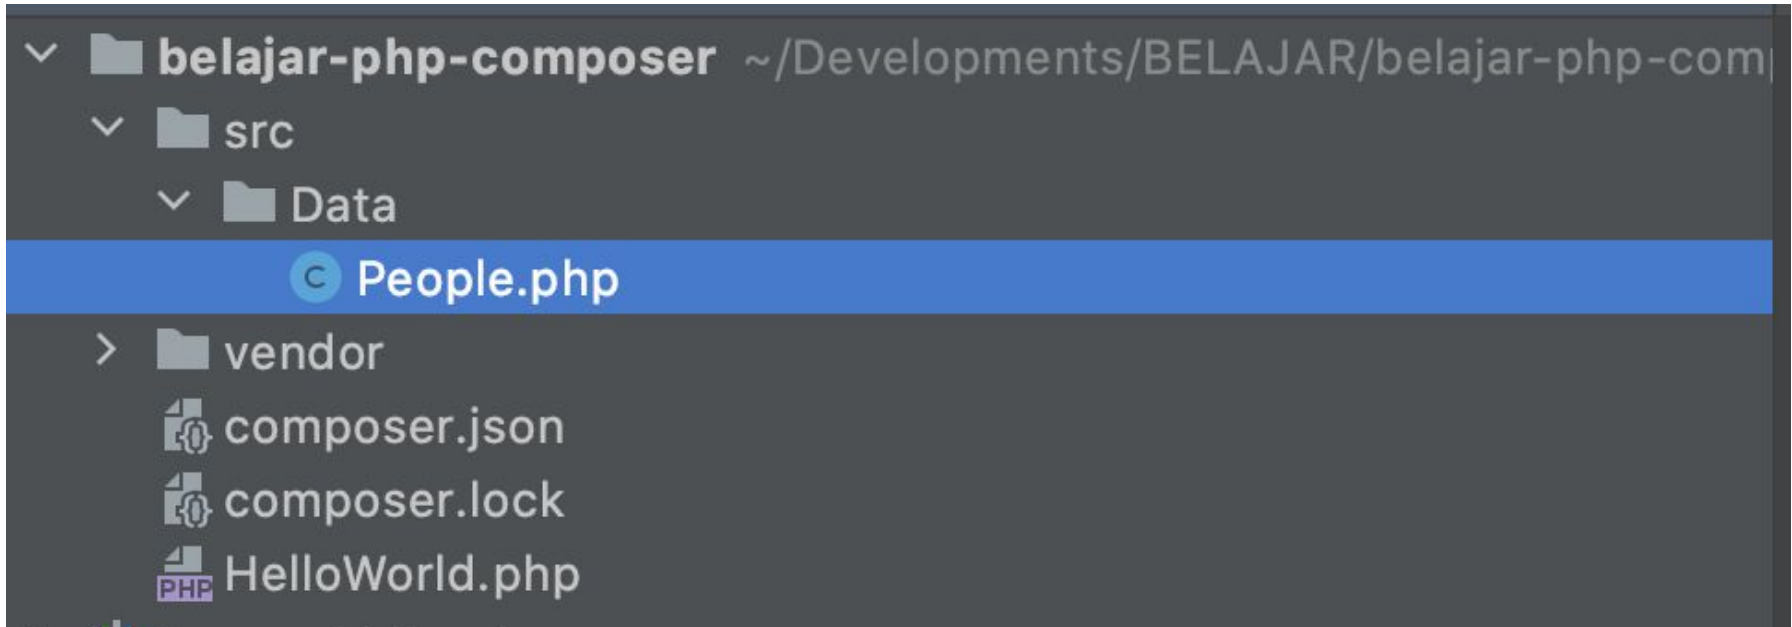 belajar-php-composer ~/Developments/BELAJAR/belajar-php-com
src
Data
C People.php
vendor
{} composer.json
{} composer.lock
PHP HelloWorld.php